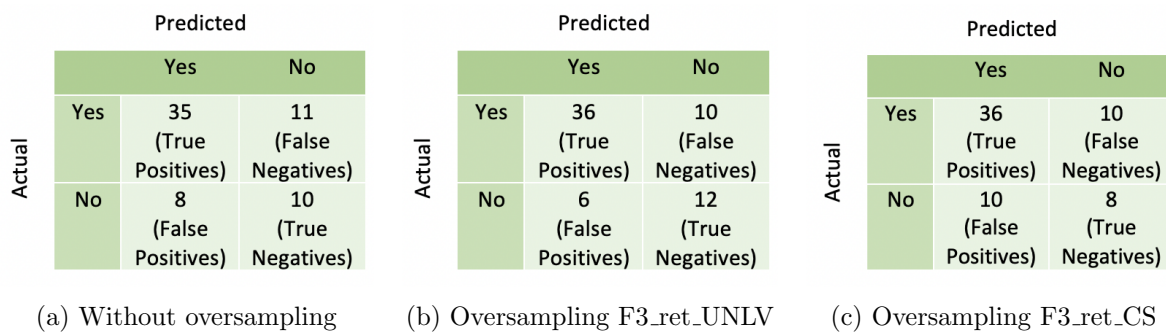 Predicted
Yes No
Actual
Yes 35 11
(True (False
Positives) Negatives)
No 8 10
(False (True
Positives) Negatives)
(a) Without oversampling
Predicted
Yes No
Actual
Yes 36 10
(True (False
Positives) Negatives)
No 6 12
(False (True
Positives) Negatives)
(b) Oversampling F3_ret_UNLV
Predicted
Yes No
Actual
Yes 36 10
(True (False
Positives) Negatives)
No 10 8
(False (True
Positives) Negatives)
(c) Oversampling F3_ret_CS